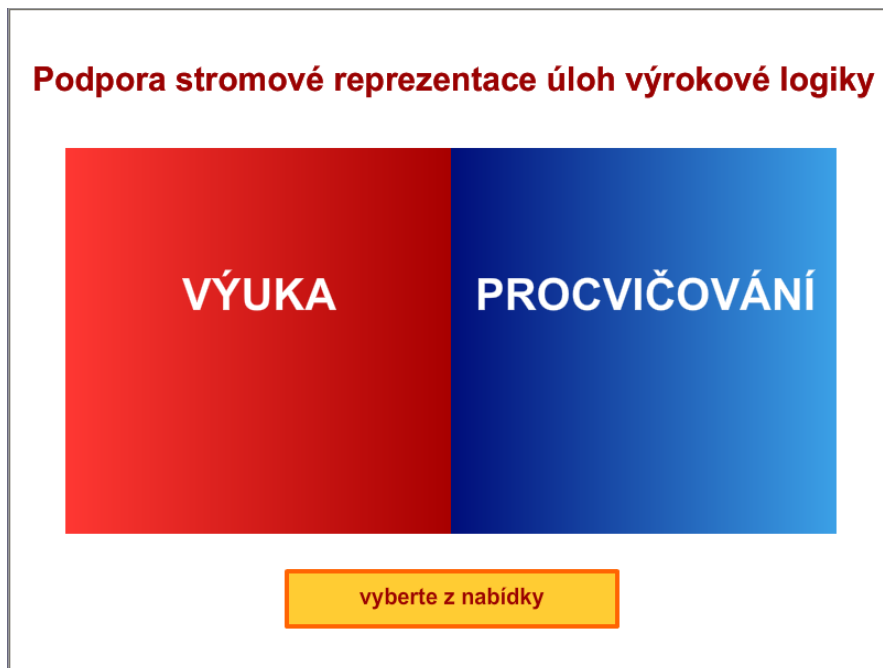 Podpora stromové reprezentace úloh výrokové logiky
VÝUKA
PROCVIČOVÁNÍ
vyberte z nabídky